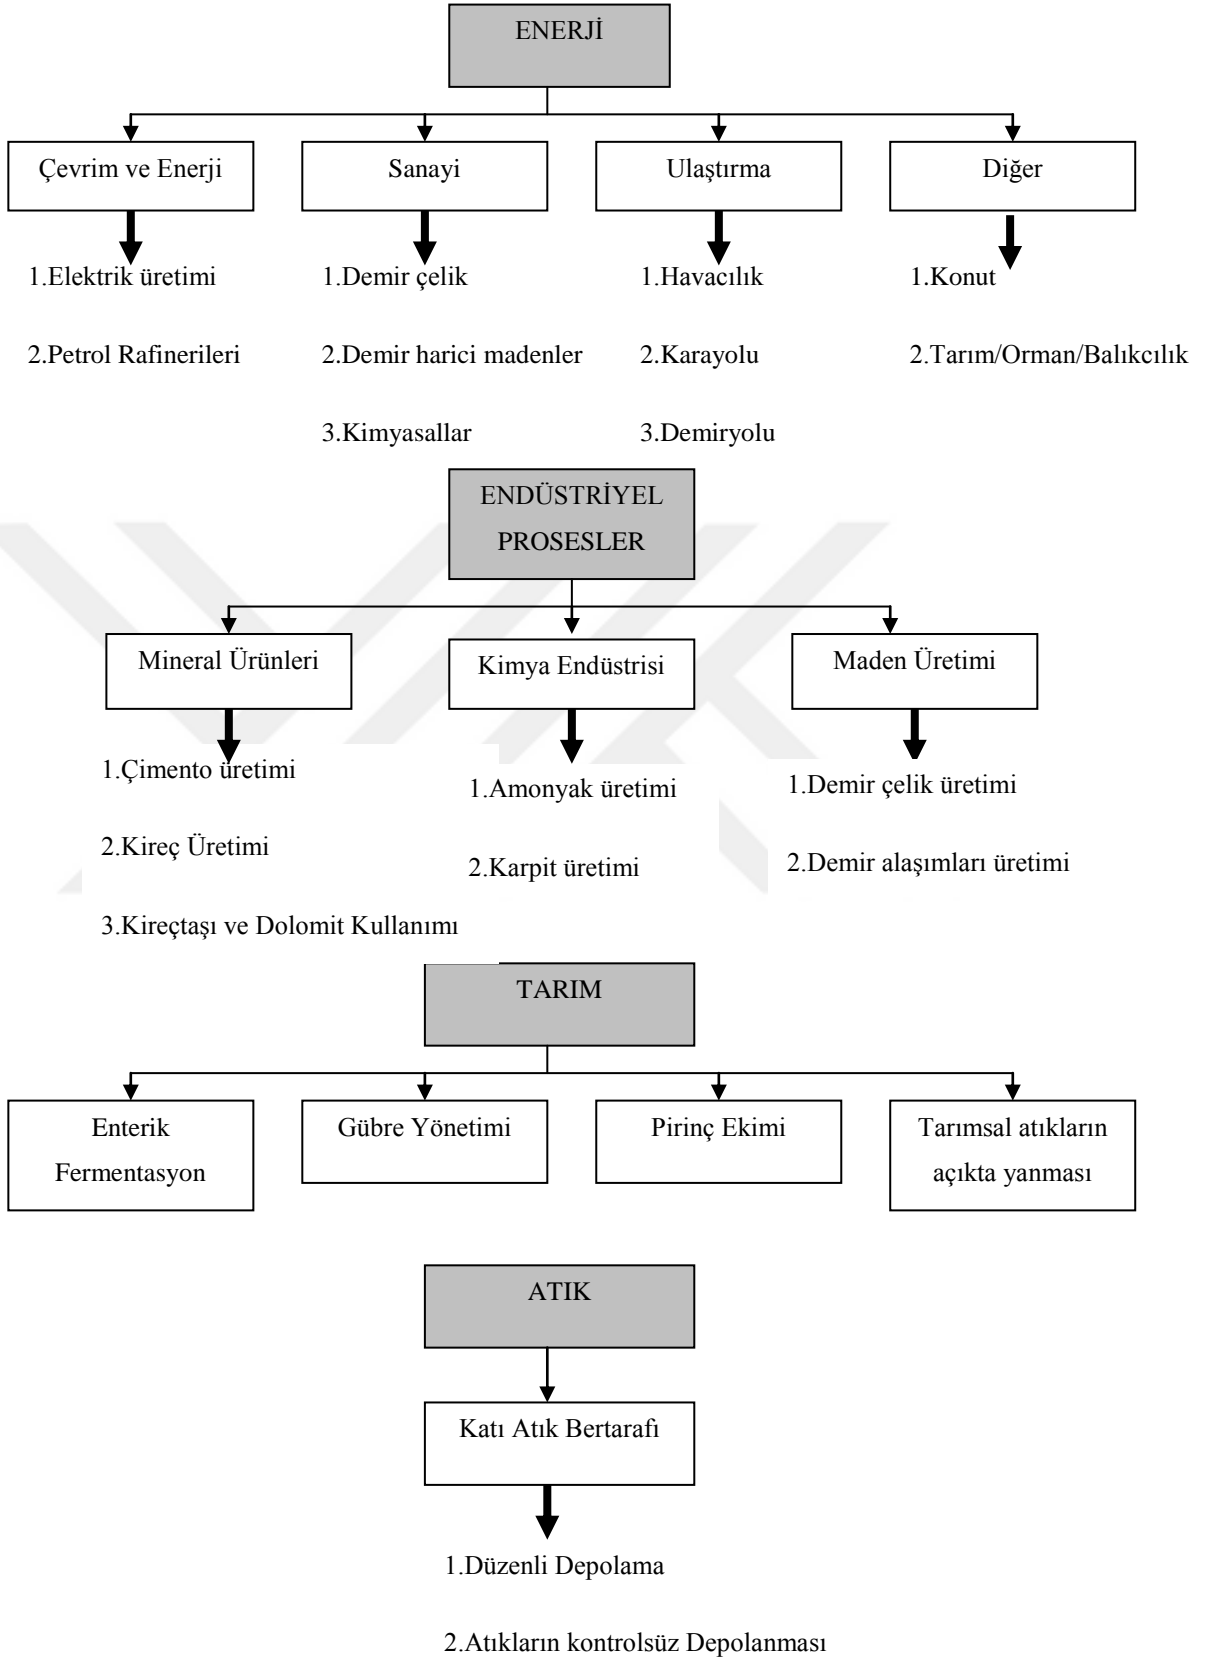 ENERJİ
Çevrim ve Enerji
Sanayi
Ulaştırma
Diğer
1.Elektrik üretimi
2.Petrol Rafinerileri
1.Demir çelik
2.Demir harici madenler
3.Kimyasallar
1.Havacılık
2.Karayolu
3.Demiryolu
1.Konut
2.Tarım/Orman/Balıkcılık
ENDÜSTRİYEL
PROSESLER
Mineral Ürünleri
Kimya Endüstrisi
Maden Üretimi
1.Çimento üretimi
2.Kireç Üretimi
3.Kireçtaşı ve Dolomit Kullanımı
1.Amonyak üretimi
2.Karpit üretimi
1.Demir çelik üretimi
2.Demir alaşımları üretimi
TARIM
Enterik
Fermentasyon
Gübre Yönetimi
Pirinç Ekimi
Tarımsal atıkların
açıkta yanması
ATIK
Katı Atık Bertarafı
1.Düzenli Depolama
2.Atıkların kontrolsüz Depolanması